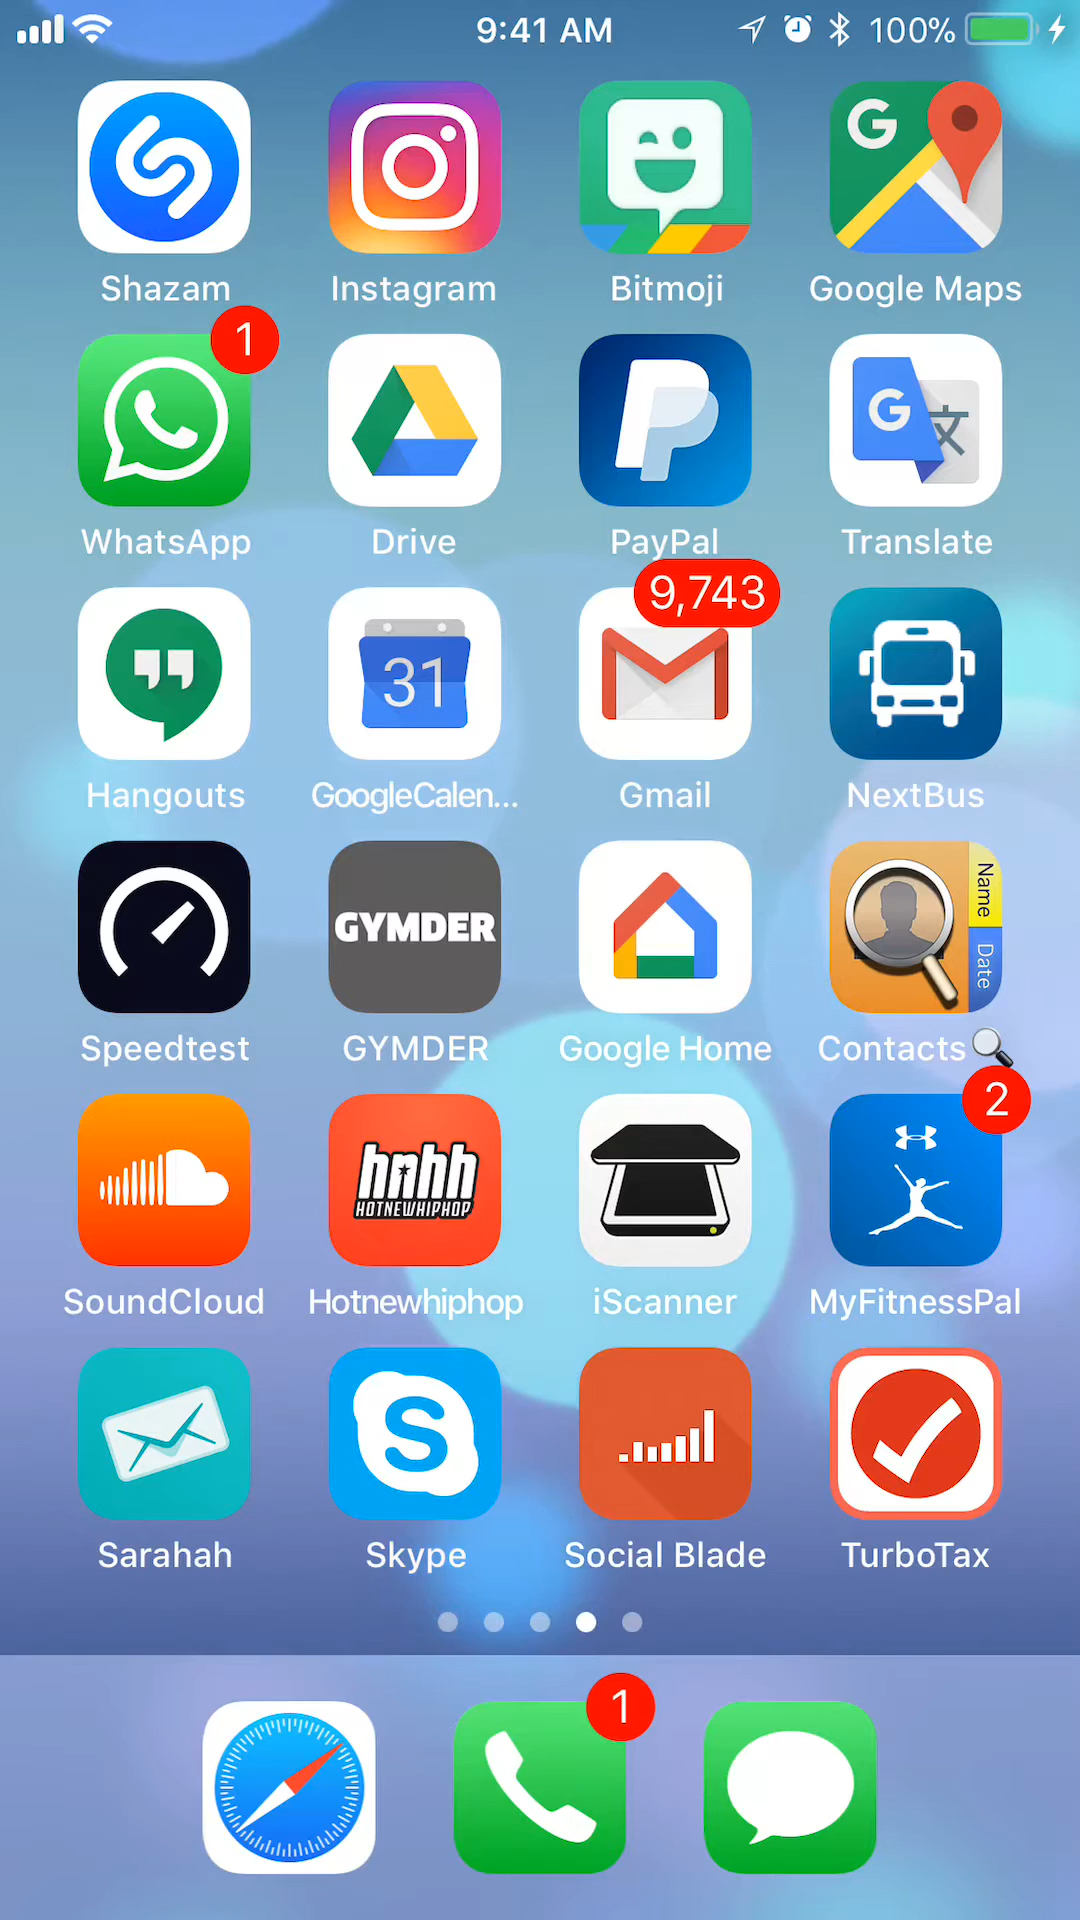 9:41 AM 100%
Shazam Instagram Bitmoji Google Maps
1
WhatsApp Drive PayPal Translate
9,743
31
Hangouts GoogleCalen... Gmail NextBus
Name
Date
GYMDER
Speedtest GYMDER Google Home Contacts🔍
2
hnhh
HOTNEWHIPHOP
SoundCloud Hotnewhiphop iScanner MyFitnessPal
Sarahah Skype Social Blade TurboTax
1